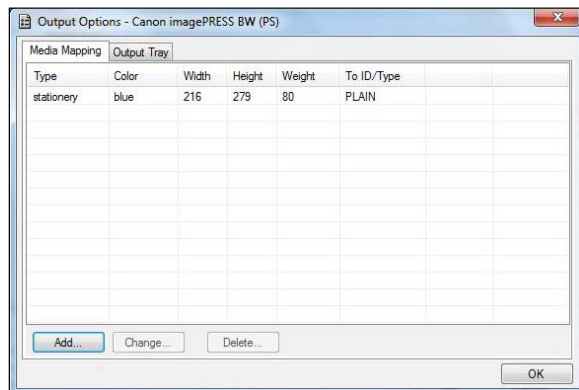 Output Options - Canon imagePRESS BW (PS)
Media Mapping Output Tray
Type Color Width Height Weight To ID/Type
stationery blue 216 279 80 PLAIN
Add... Change... Delete...
OK